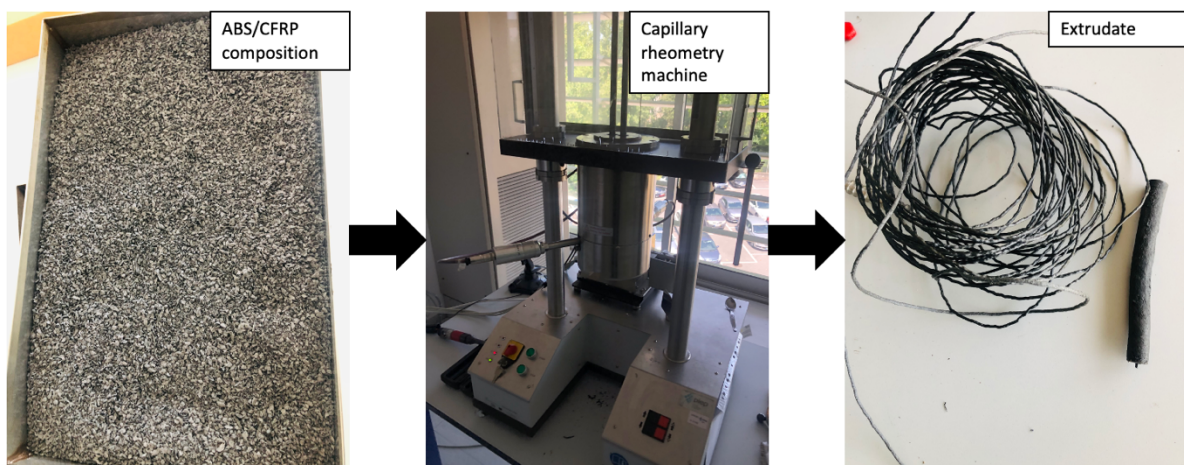 ABS/CFRP
composition
Capillary
rheometry
machine
Extrudate